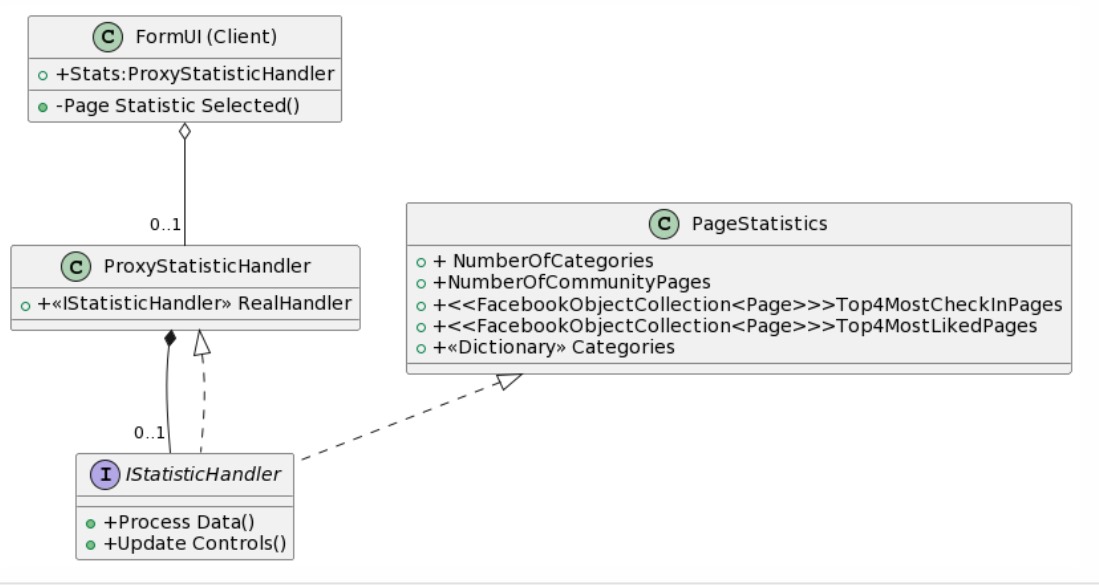 C FormUI (Client)
+Stats:ProxyStatisticHandler
-Page Statistic Selected()
0..1
C PageStatistics
+ NumberOfCategories
+NumberOfCommunityPages
+<<FacebookObjectCollection<Page>>>Top4MostCheckInPages
+<<FacebookObjectCollection<Page>>>Top4MostLikedPages
+«Dictionary» Categories
C ProxyStatisticHandler
+«IStatisticHandler» RealHandler
0..1
I IStatisticHandler
+Process Data()
+Update Controls()